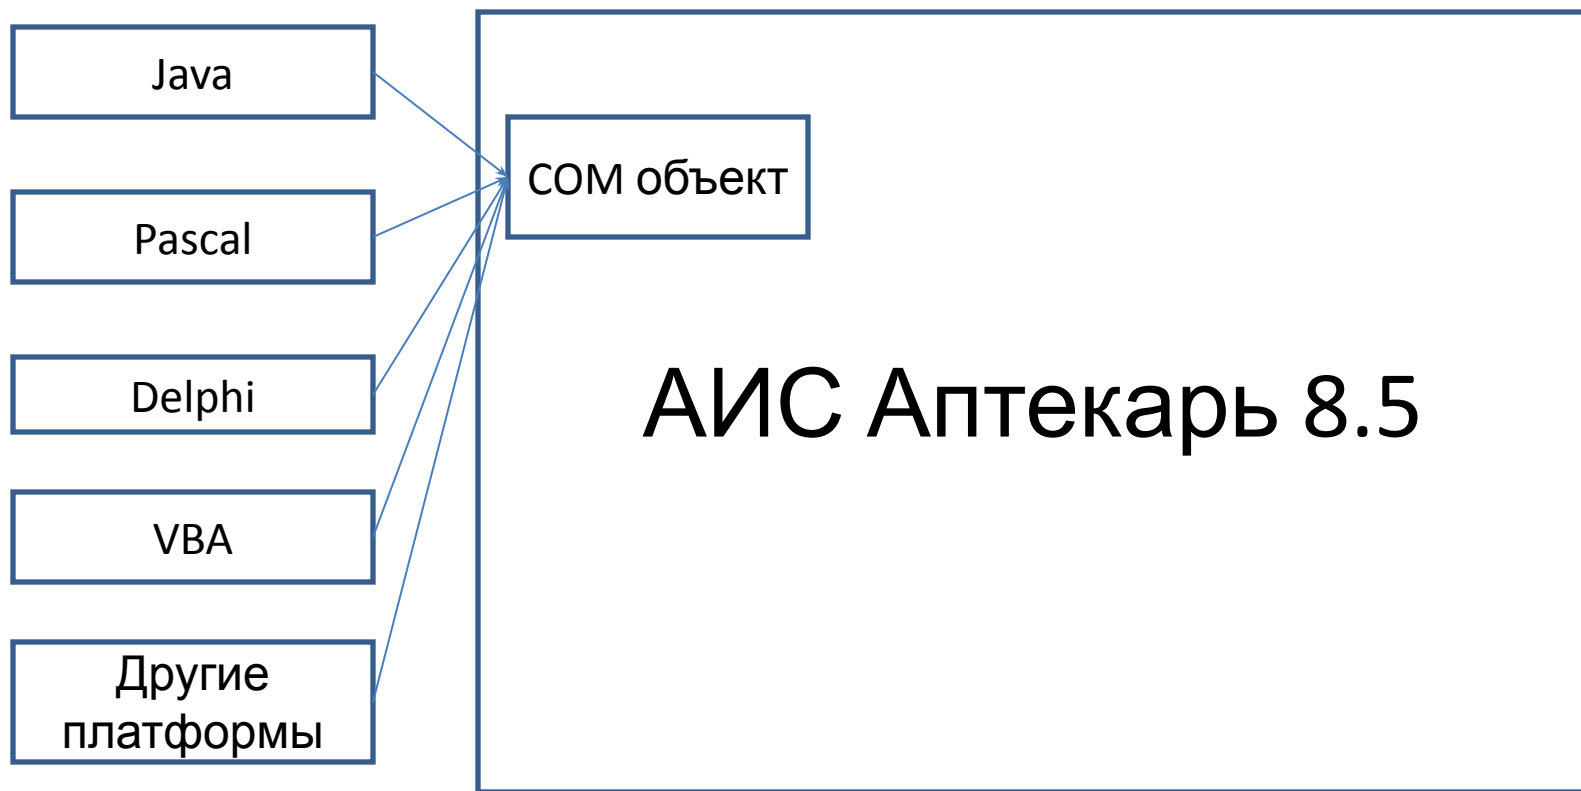 Java
Pascal
Delphi
VBA
Другие
платформы
COM объект
АИС Аптекарь 8.5